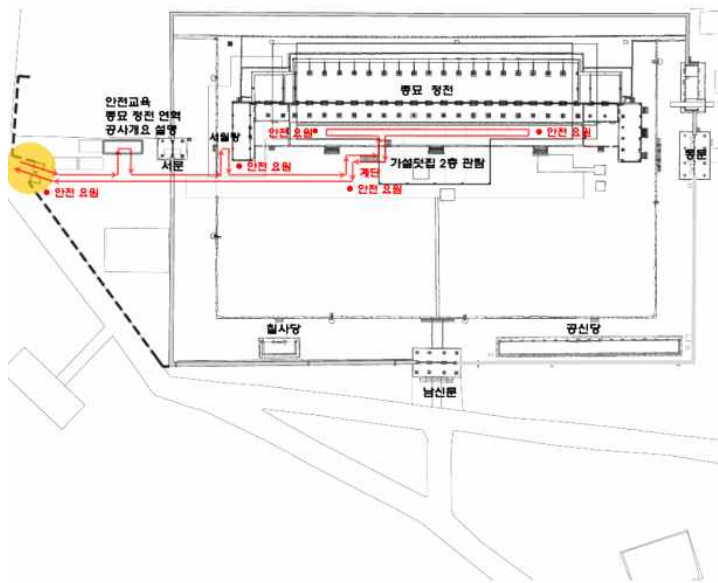 종묘 정전
안전교육
종묘 정전 연혁
공사개요 설명
서월랑
안전 요원
안전 요원
동문
서문
가설덧집 2층 관람
안전 요원
계단
안전 요원
안전 요원
칠사당
공신당
남신문